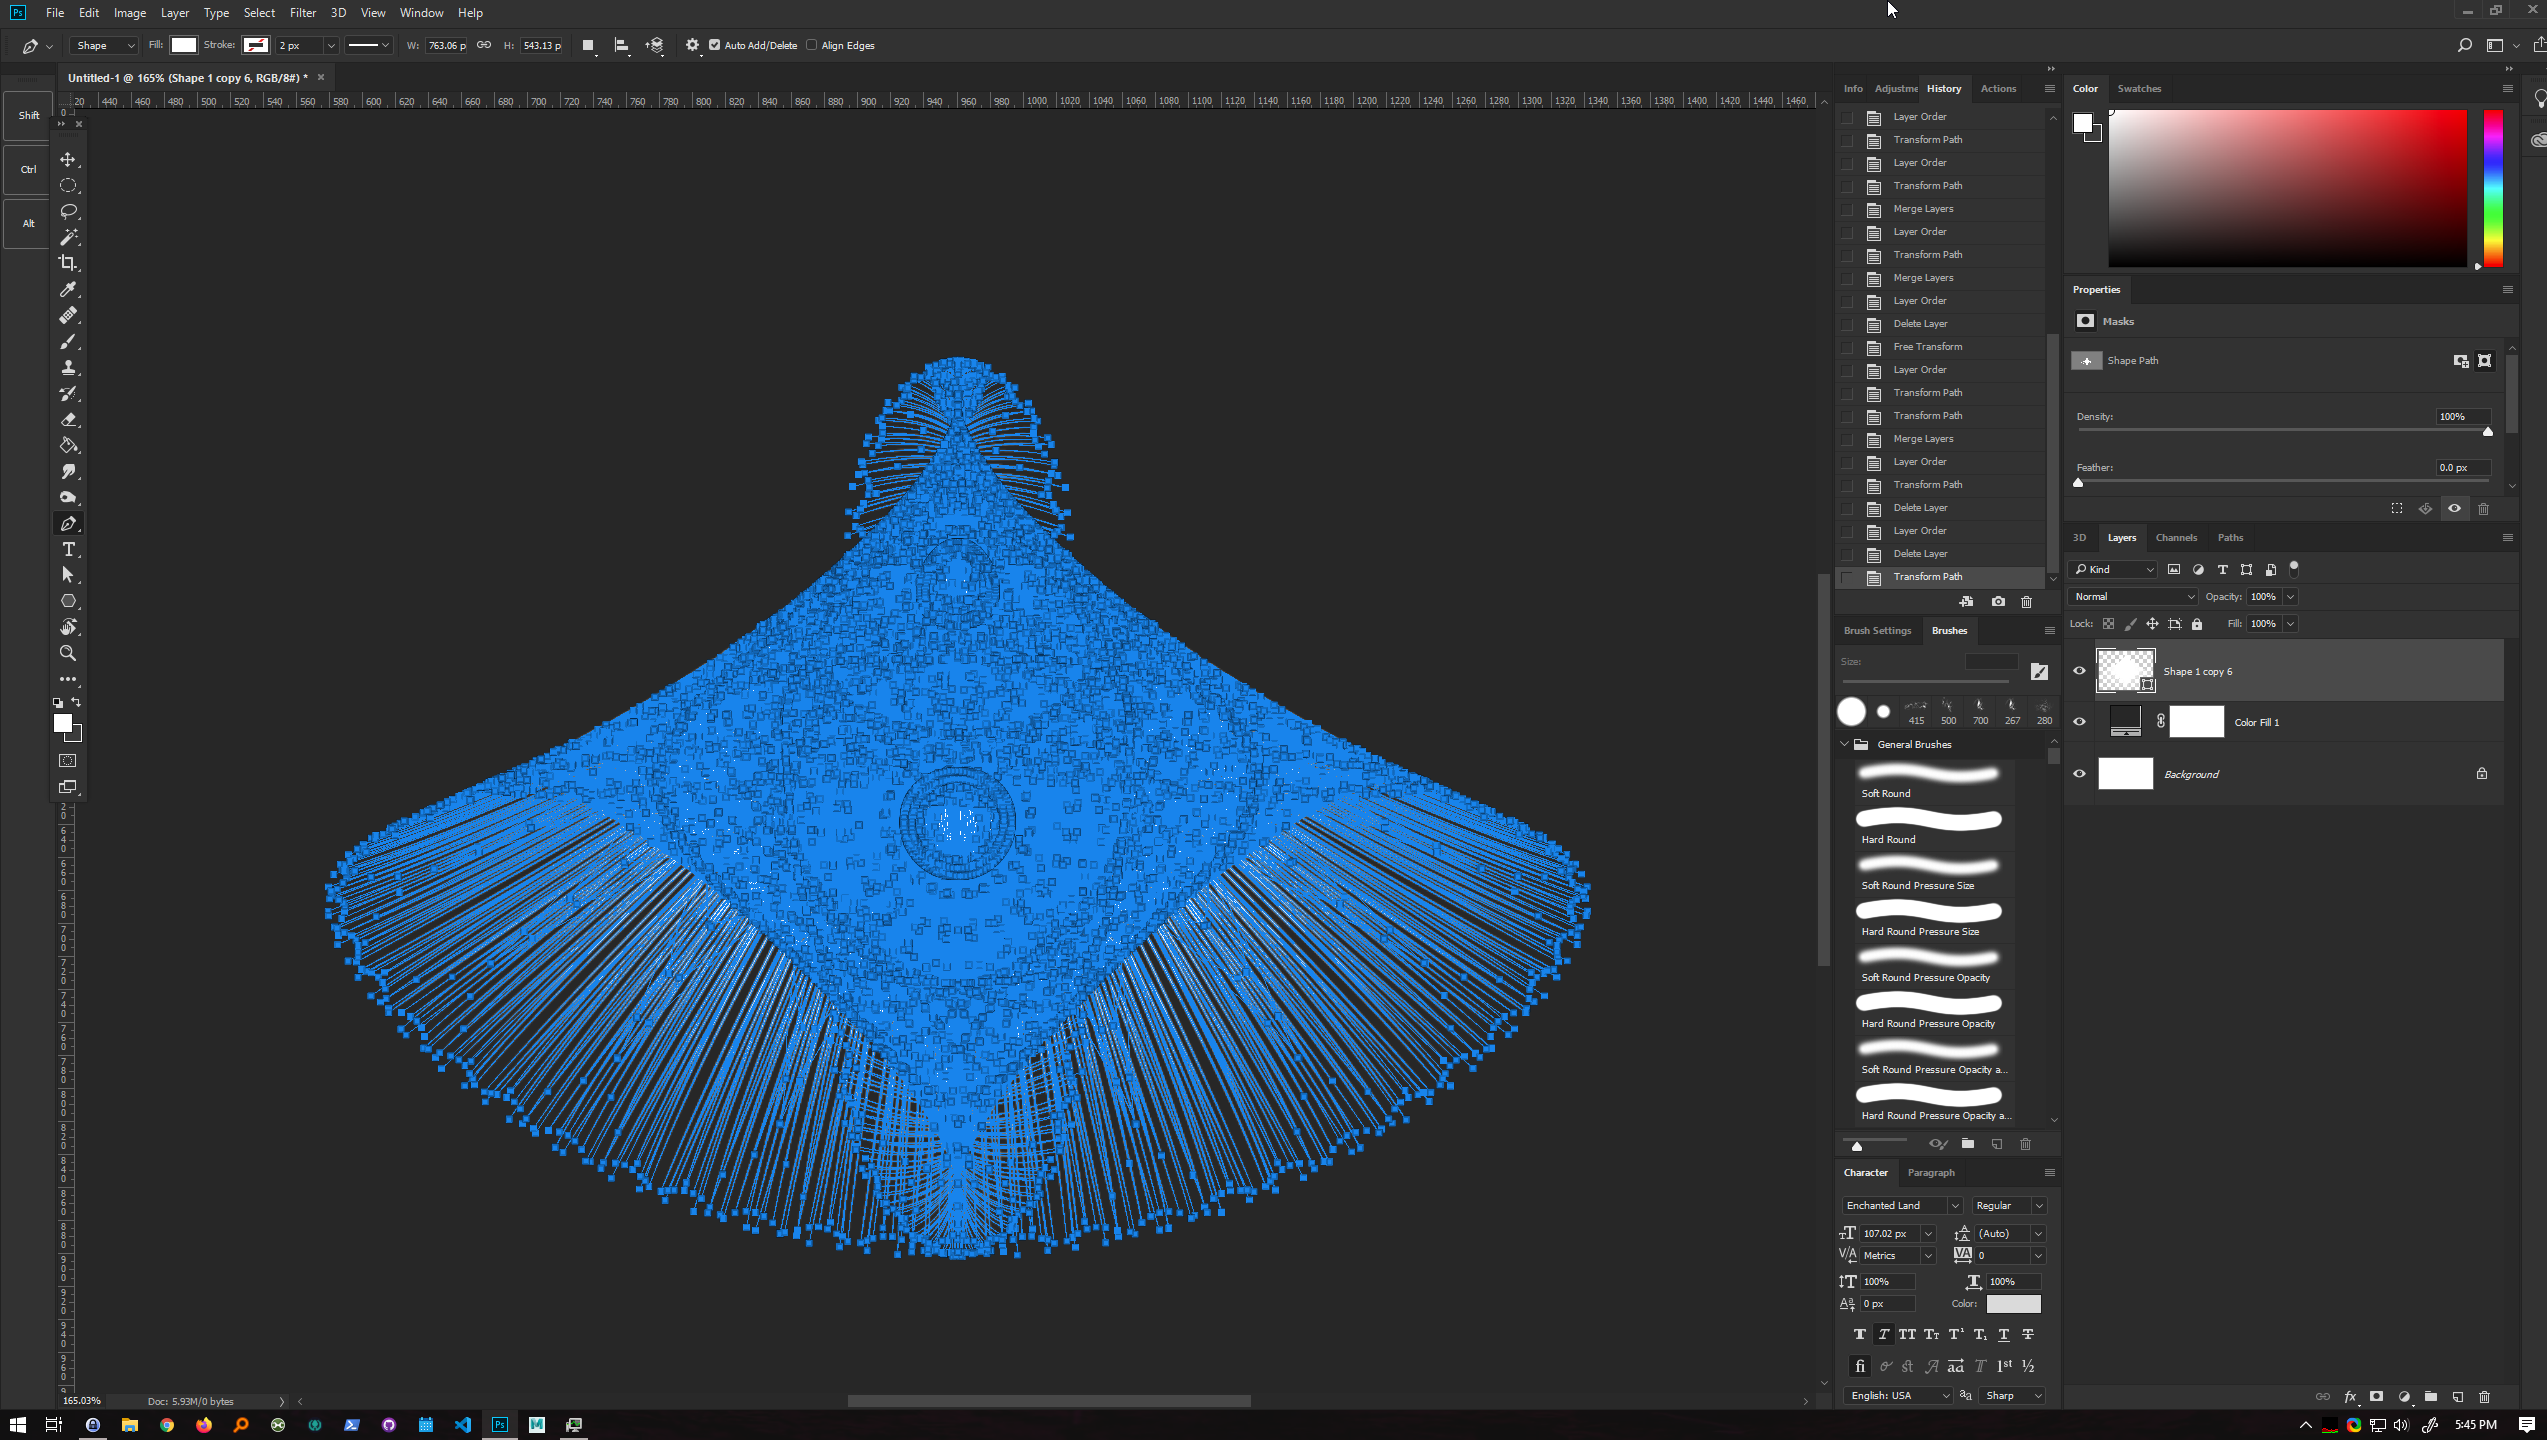 Ps File Edit Image Layer Type Select Filter 3D View Window Help
Shape Fill: Stroke: 2 px W: 763.06 p H: 543.13 p Auto Add/Delete Align Edges
Untitled-1 @ 165% (Shape 1 copy 6, RGB/8#) *
20 440 460 480 500 520 540 560 580 600 620 640 660 680 700 720 740 760 780 800 820 840 860 880 900 920 940 960 980 1000 1020 1040 1060 1080 1100 1120 1140 1160 1180 1200 1220 1240 1260 1280 1300 1320 1340 1360 1380 1400 1420 1440 1460
Shift
Ctrl
Alt
Info Adjustme History Actions
Layer Order
Transform Path
Layer Order
Transform Path
Merge Layers
Layer Order
Transform Path
Merge Layers
Layer Order
Delete Layer
Free Transform
Layer Order
Transform Path
Transform Path
Merge Layers
Layer Order
Transform Path
Delete Layer
Layer Order
Delete Layer
Transform Path
Brush Settings Brushes
Size:
415 500 700 267 280
General Brushes
Soft Round
Hard Round
Soft Round Pressure Size
Hard Round Pressure Size
Soft Round Pressure Opacity
Hard Round Pressure Opacity
Soft Round Pressure Opacity a...
Hard Round Pressure Opacity a...
Character Paragraph
Enchanted Land Regular
107.02 px (Auto)
Metrics 0
100% 100%
0 px Color:
English: USA Sharp
Color Swatches
Properties
Masks
Shape Path
Density: 100%
Feather: 0.0 px
3D Layers Channels Paths
Kind
Normal Opacity: 100%
Lock: Fill: 100%
Shape 1 copy 6
Color Fill 1
Background
165.03% Doc: 5.93M/0 bytes
5:45 PM